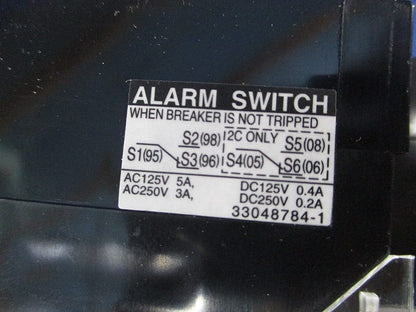 ALARM SWITCH
WHEN BREAKER IS NOT TRIPPED
S2(98) 2C ONLY S5(08)
S1(95) S3(96) S4(05) S6(06)
AC125V 5A, DC125V 0.4A
AC250V 3A, DC250V 0.2A
33048784-1